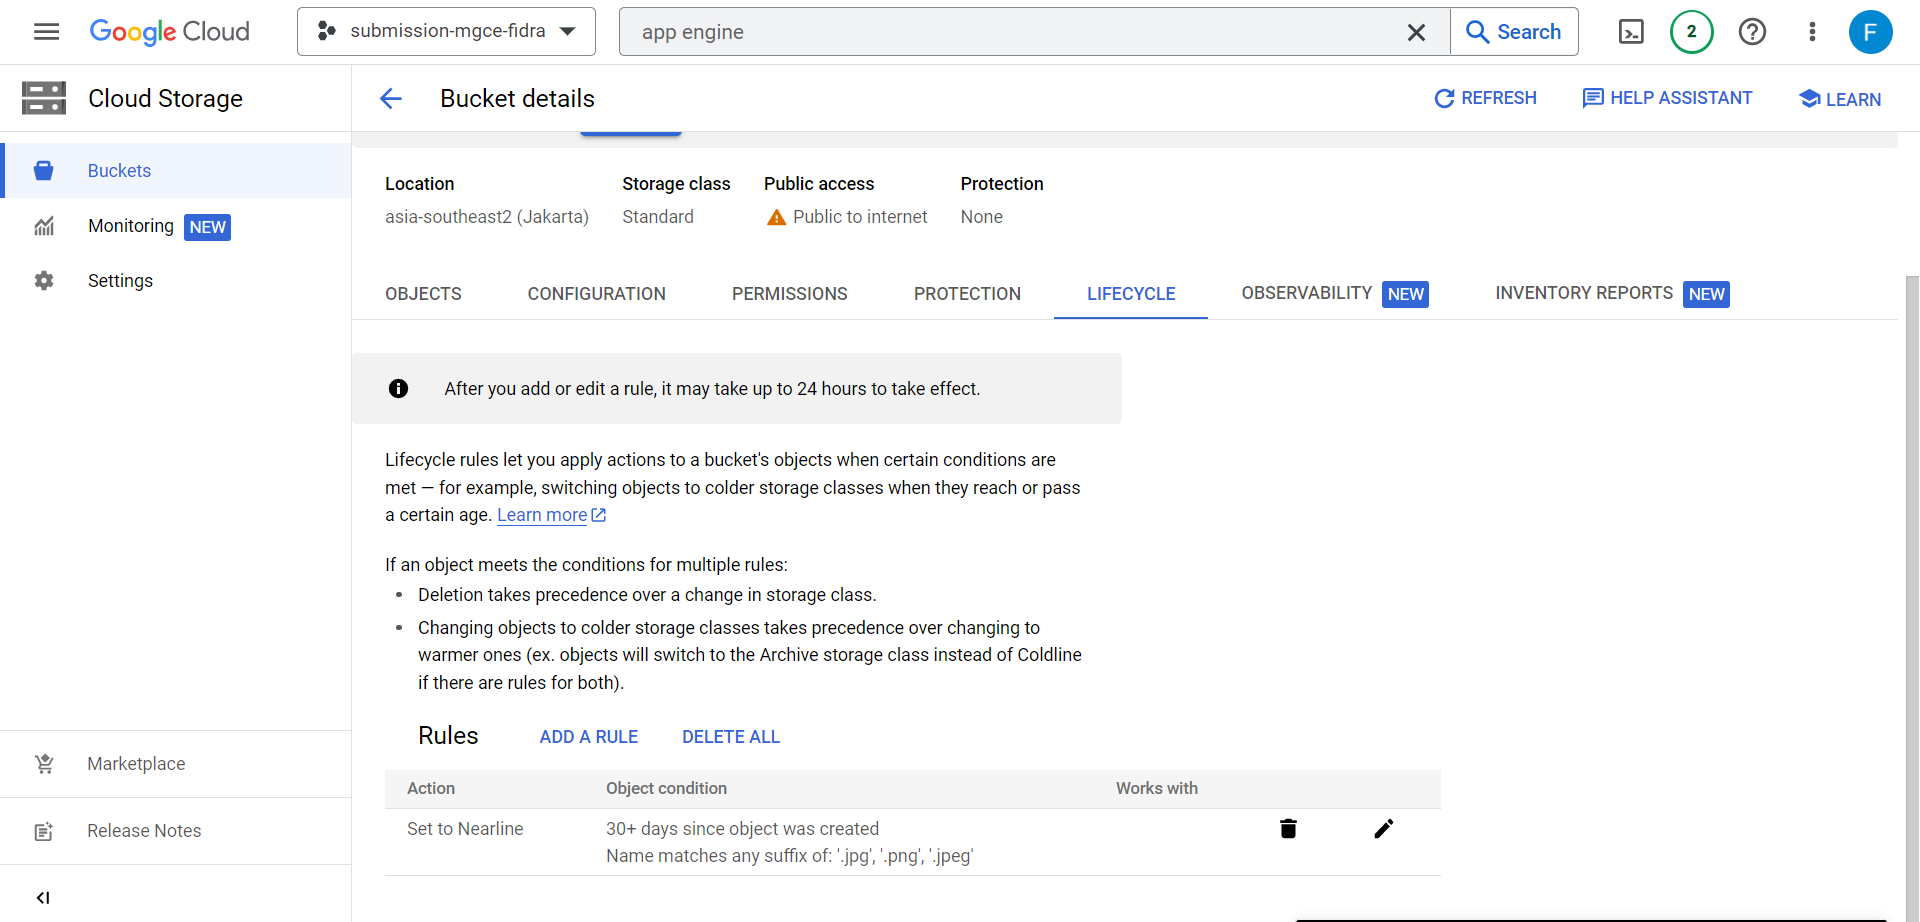 Google Cloud
submission-mgce-fidra
app engine
Search
2
F
Cloud Storage
Bucket details
REFRESH
HELP ASSISTANT
LEARN
Buckets
Monitoring NEW
Settings
Marketplace
Release Notes
Location
Storage class
Public access
Protection
asia-southeast2 (Jakarta)
Standard
Public to internet
None
OBJECTS
CONFIGURATION
PERMISSIONS
PROTECTION
LIFECYCLE
OBSERVABILITY NEW
INVENTORY REPORTS NEW
After you add or edit a rule, it may take up to 24 hours to take effect.
Lifecycle rules let you apply actions to a bucket's objects when certain conditions are
met — for example, switching objects to colder storage classes when they reach or pass
a certain age. Learn more
If an object meets the conditions for multiple rules:
• Deletion takes precedence over a change in storage class.
• Changing objects to colder storage classes takes precedence over changing to
warmer ones (ex. objects will switch to the Archive storage class instead of Coldline
if there are rules for both).
Rules
ADD A RULE
DELETE ALL
Action
Object condition
Works with
Set to Nearline
30+ days since object was created
Name matches any suffix of: '.jpg', '.png', '.jpeg'